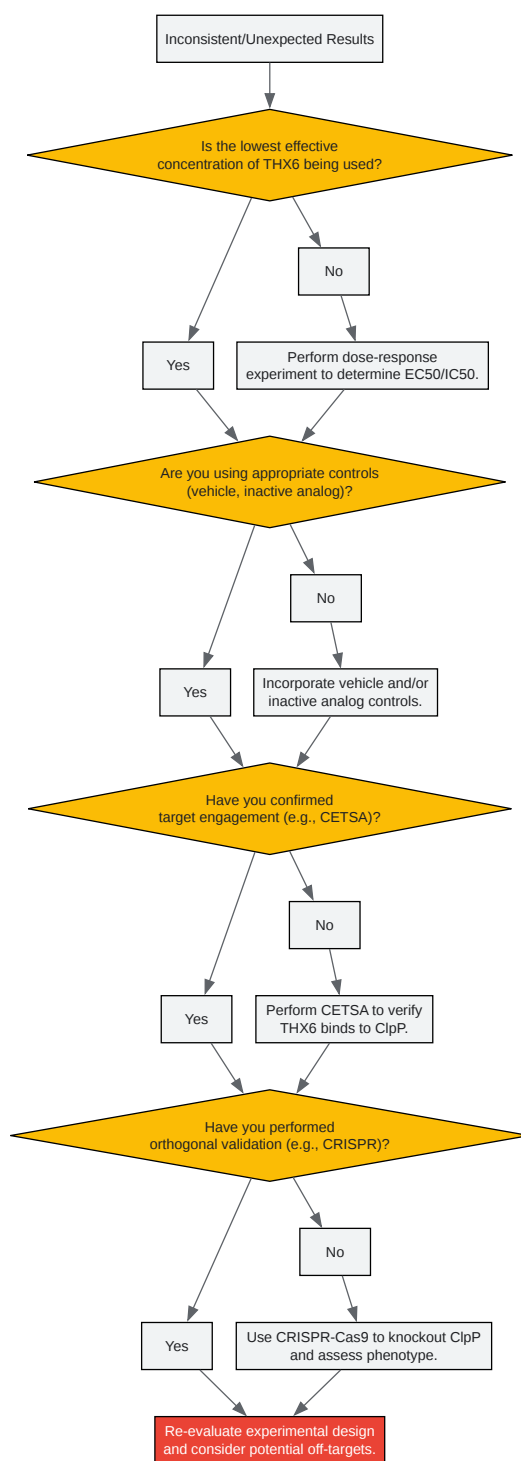 Inconsistent/Unexpected Results
Is the lowest effective
concentration of THX6 being used?
No
Yes
Perform dose-response
experiment to determine EC50/IC50.
Are you using appropriate controls
(vehicle, inactive analog)?
No
Yes
Incorporate vehicle and/or
inactive analog controls.
Have you confirmed
target engagement (e.g., CETSA)?
No
Yes
Perform CETSA to verify
THX6 binds to ClpP.
Have you performed
orthogonal validation (e.g., CRISPR)?
No
Yes
Use CRISPR-Cas9 to knockout ClpP
and assess phenotype.
Re-evaluate experimental design
and consider potential off-targets.